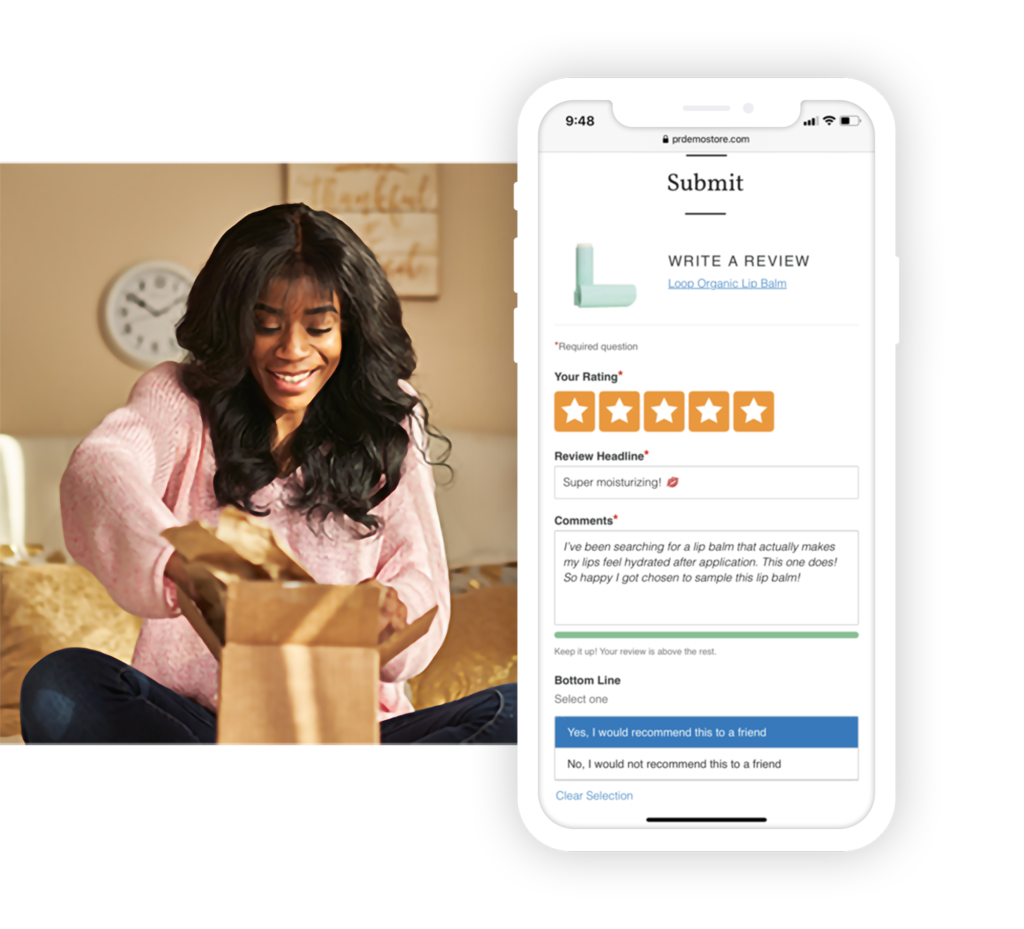 Thankful
9:48
prdemostore.com
Submit
WRITE A REVIEW
Loop Organic Lip Balm
*Required question
Your Rating*
Review Headline*
Super moisturizing! 💋
Comments*
I've been searching for a lip balm that actually makes
my lips feel hydrated after application. This one does!
So happy I got chosen to sample this lip balm!
Keep it up! Your review is above the rest.
Bottom Line
Select one
Yes, I would recommend this to a friend
No, I would not recommend this to a friend
Clear Selection